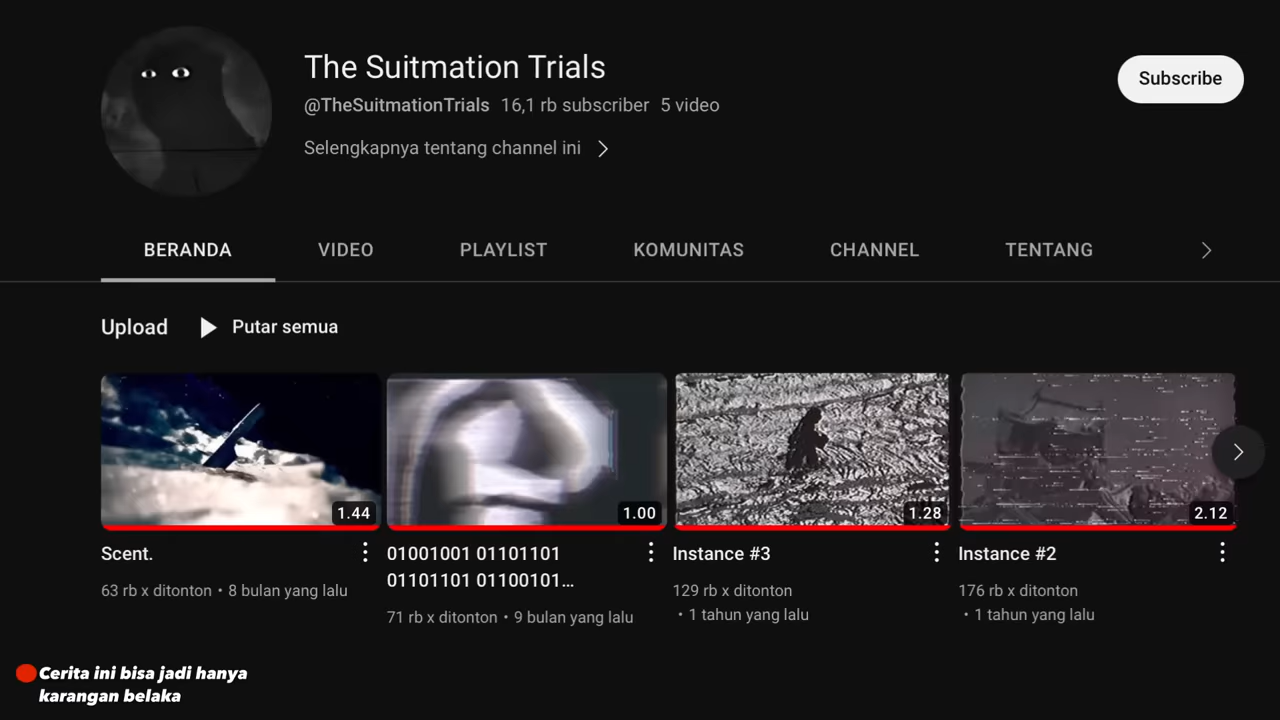 The Suitmation Trials
Subscribe
@TheSuitmationTrials 16,1 rb subscriber 5 video
Selengkapnya tentang channel ini
BERANDA VIDEO PLAYLIST KOMUNITAS CHANNEL TENTANG
Upload Putar semua
1.44 1.00 1.28 2.12
Scent.
63 rb x ditonton • 8 bulan yang lalu
01001001 01101101
01101101 01100101...
71 rb x ditonton • 9 bulan yang lalu
Instance #3
129 rb x ditonton
• 1 tahun yang lalu
Instance #2
176 rb x ditonton
• 1 tahun yang lalu
Cerita ini bisa jadi hanya
karangan belaka